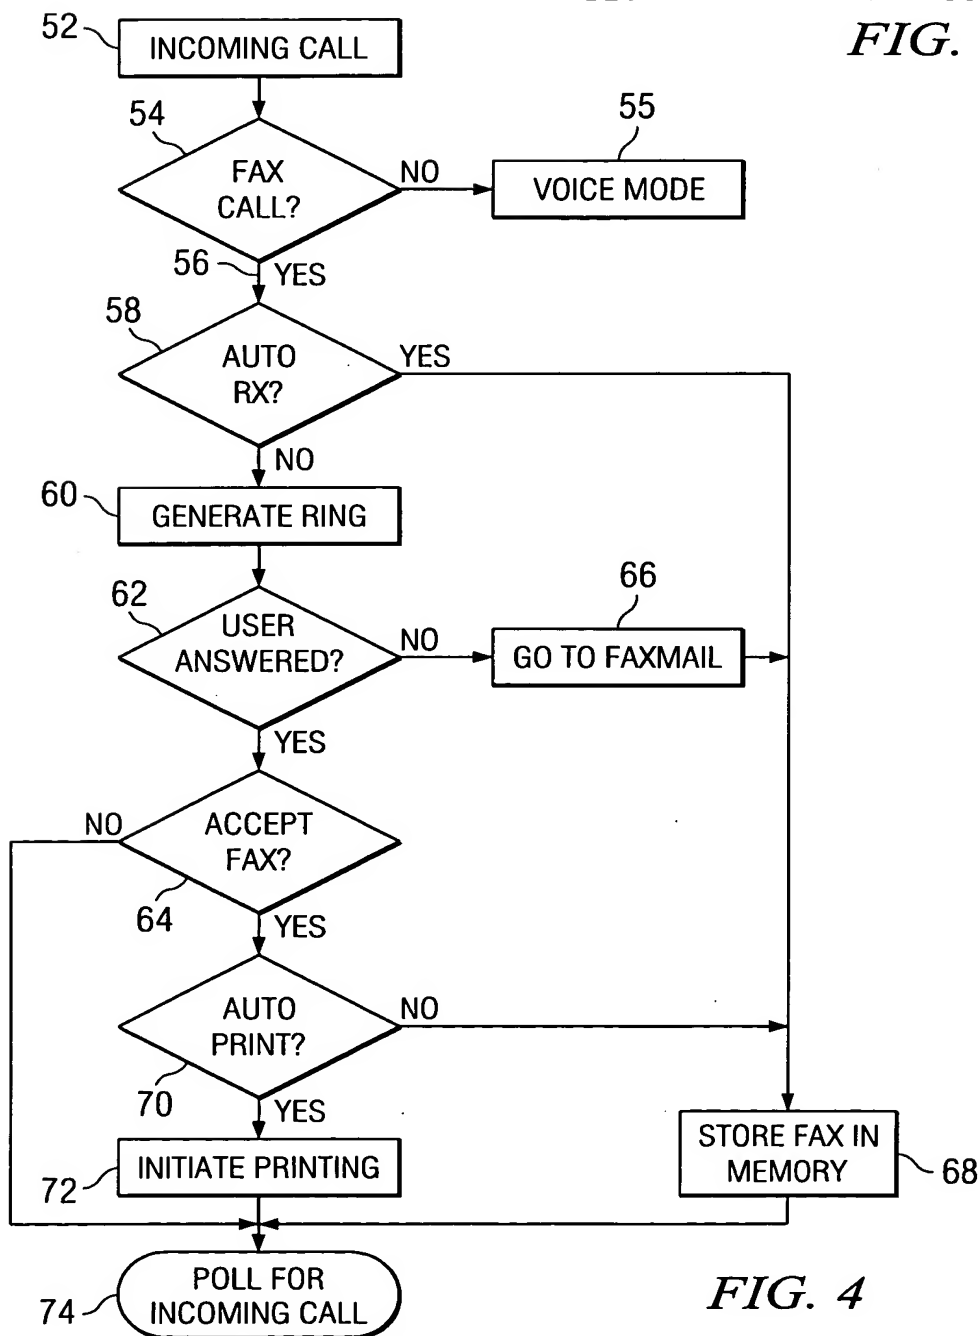 FIG.
52
INCOMING CALL
54
FAX
CALL?
NO
55
VOICE MODE
56
YES
58
AUTO
RX?
YES
NO
60
GENERATE RING
62
USER
ANSWERED?
NO
66
GO TO FAXMAIL
YES
NO
ACCEPT
FAX?
64
YES
AUTO
PRINT?
NO
70
YES
72
INITIATE PRINTING
STORE FAX IN
MEMORY
68
74
POLL FOR
INCOMING CALL
FIG. 4